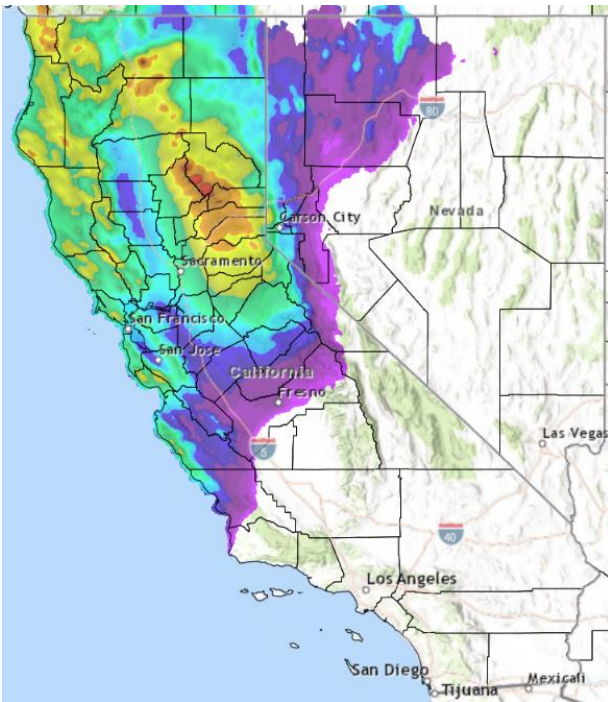 80
Carson City
Nevada
Sacramento
San Francisco
San Jose
California
Fresno
5
Las Vegas
40
Los Angeles
San Diego
Tijuana
Mexicali